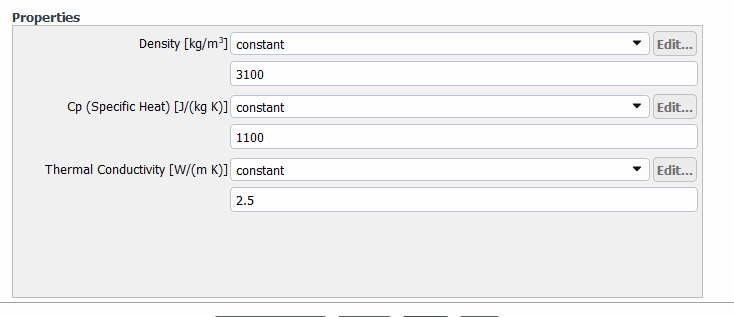 Properties
Density [kg/m³] constant Edit...
3100
Cp (Specific Heat) [J/(kg K)] constant Edit...
1100
Thermal Conductivity [W/(m K)] constant Edit...
2.5